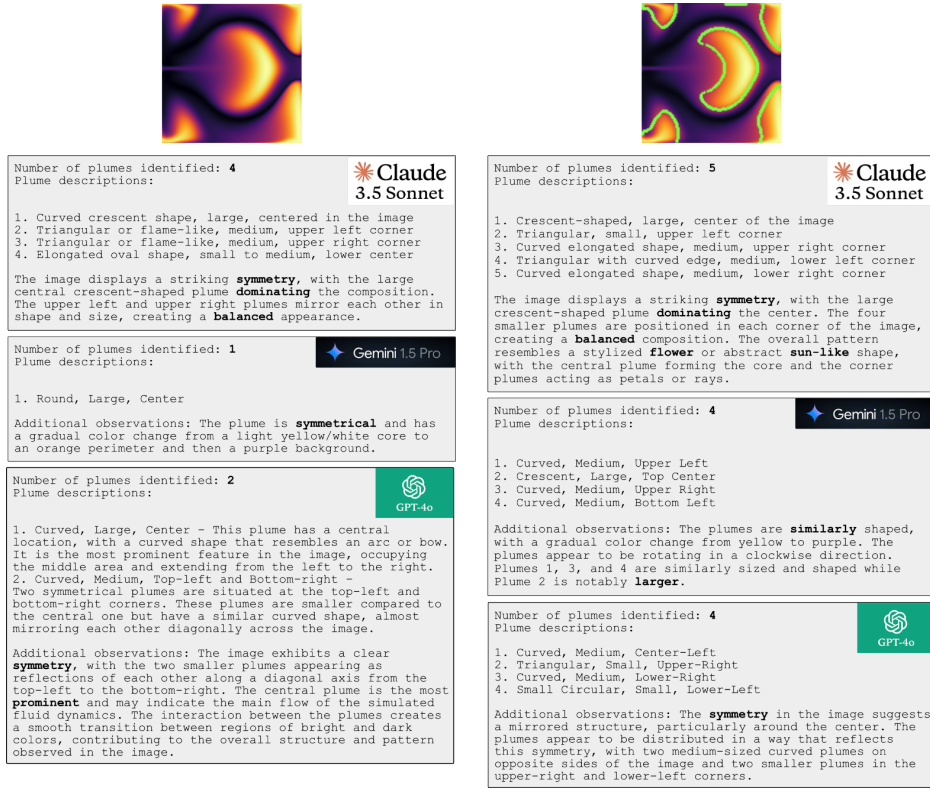 Number of plumes identified: 4
Plume descriptions:
Claude
3.5 Sonnet
1. Curved crescent shape, large, centered in the image
2. Triangular or flame-like, medium, upper left corner
3. Triangular or flame-like, medium, upper right corner
4. Elongated oval shape, small to medium, lower center
The image displays a striking symmetry, with the large
central crescent-shaped plume dominating the composition.
The upper left and upper right plumes mirror each other in
shape and size, creating a balanced appearance.
Number of plumes identified: 1
Plume descriptions:
Gemini 1.5 Pro
1. Round, Large, Center
Additional observations: The plume is symmetrical and has
a gradual color change from a light yellow/white core to
an orange perimeter and then a purple background.
Number of plumes identified: 2
Plume descriptions:
GPT-4o
1. Curved, Large, Center - This plume has a central
location, with a curved shape that resembles an arc or bow.
It is the most prominent feature in the image, occupying
the middle area and extending from the left to the right.
2. Curved, Medium, Top-left and Bottom-right -
Two symmetrical plumes are situated at the top-left and
bottom-right corners. These plumes are smaller compared to
the central one but have a similar curved shape, almost
mirroring each other diagonally across the image.
Additional observations: The image exhibits a clear
symmetry, with the two smaller plumes appearing as
reflections of each other along a diagonal axis from the
top-left to the bottom-right. The central plume is the most
prominent and may indicate the main flow of the simulated
fluid dynamics. The interaction between the plumes creates
a smooth transition between regions of bright and dark
colors, contributing to the overall structure and pattern
observed in the image.
Number of plumes identified: 5
Plume descriptions:
Claude
3.5 Sonnet
1. Crescent-shaped, large, center of the image
2. Triangular, small, upper left corner
3. Curved elongated shape, medium, upper right corner
4. Triangular with curved edge, medium, lower left corner
5. Curved elongated shape, medium, lower right corner
The image displays a striking symmetry, with the large
crescent-shaped plume dominating the center. The four
smaller plumes are positioned in each corner of the image,
creating a balanced composition. The overall pattern
resembles a stylized flower or abstract sun-like shape,
with the central plume forming the core and the corner
plumes acting as petals or rays.
Number of plumes identified: 4
Plume descriptions:
Gemini 1.5 Pro
1. Curved, Medium, Upper Left
2. Crescent, Large, Top Center
3. Curved, Medium, Upper Right
4. Curved, Medium, Bottom Left
Additional observations: The plumes are similarly shaped,
with a gradual color change from yellow to purple. The
plumes appear to be rotating in a clockwise direction.
Plumes 1, 3, and 4 are similarly sized and shaped while
Plume 2 is notably larger.
Number of plumes identified: 4
Plume descriptions:
GPT-4o
1. Curved, Medium, Center-Left
2. Triangular, Small, Upper-Right
3. Curved, Medium, Lower-Right
4. Small Circular, Small, Lower-Left
Additional observations: The symmetry in the image suggests
a mirrored structure, particularly around the center. The
plumes appear to be distributed in a way that reflects
this symmetry, with two medium-sized curved plumes on
opposite sides of the image and two smaller plumes in the
upper-right and lower-left corners.